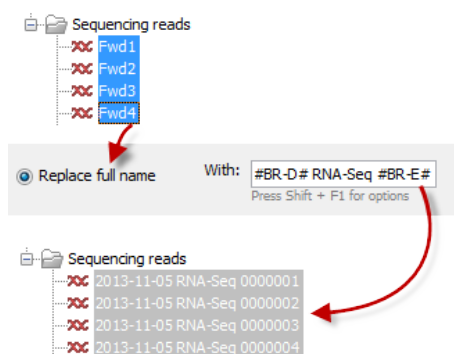 Sequencing reads
Fwd1
Fwd2
Fwd3
Fwd4
Replace full name With: #BR-D# RNA-Seq #BR-E#
Press Shift + F1 for options
Sequencing reads
2013-11-05 RNA-Seq 0000001
2013-11-05 RNA-Seq 0000002
2013-11-05 RNA-Seq 0000003
2013-11-05 RNA-Seq 0000004